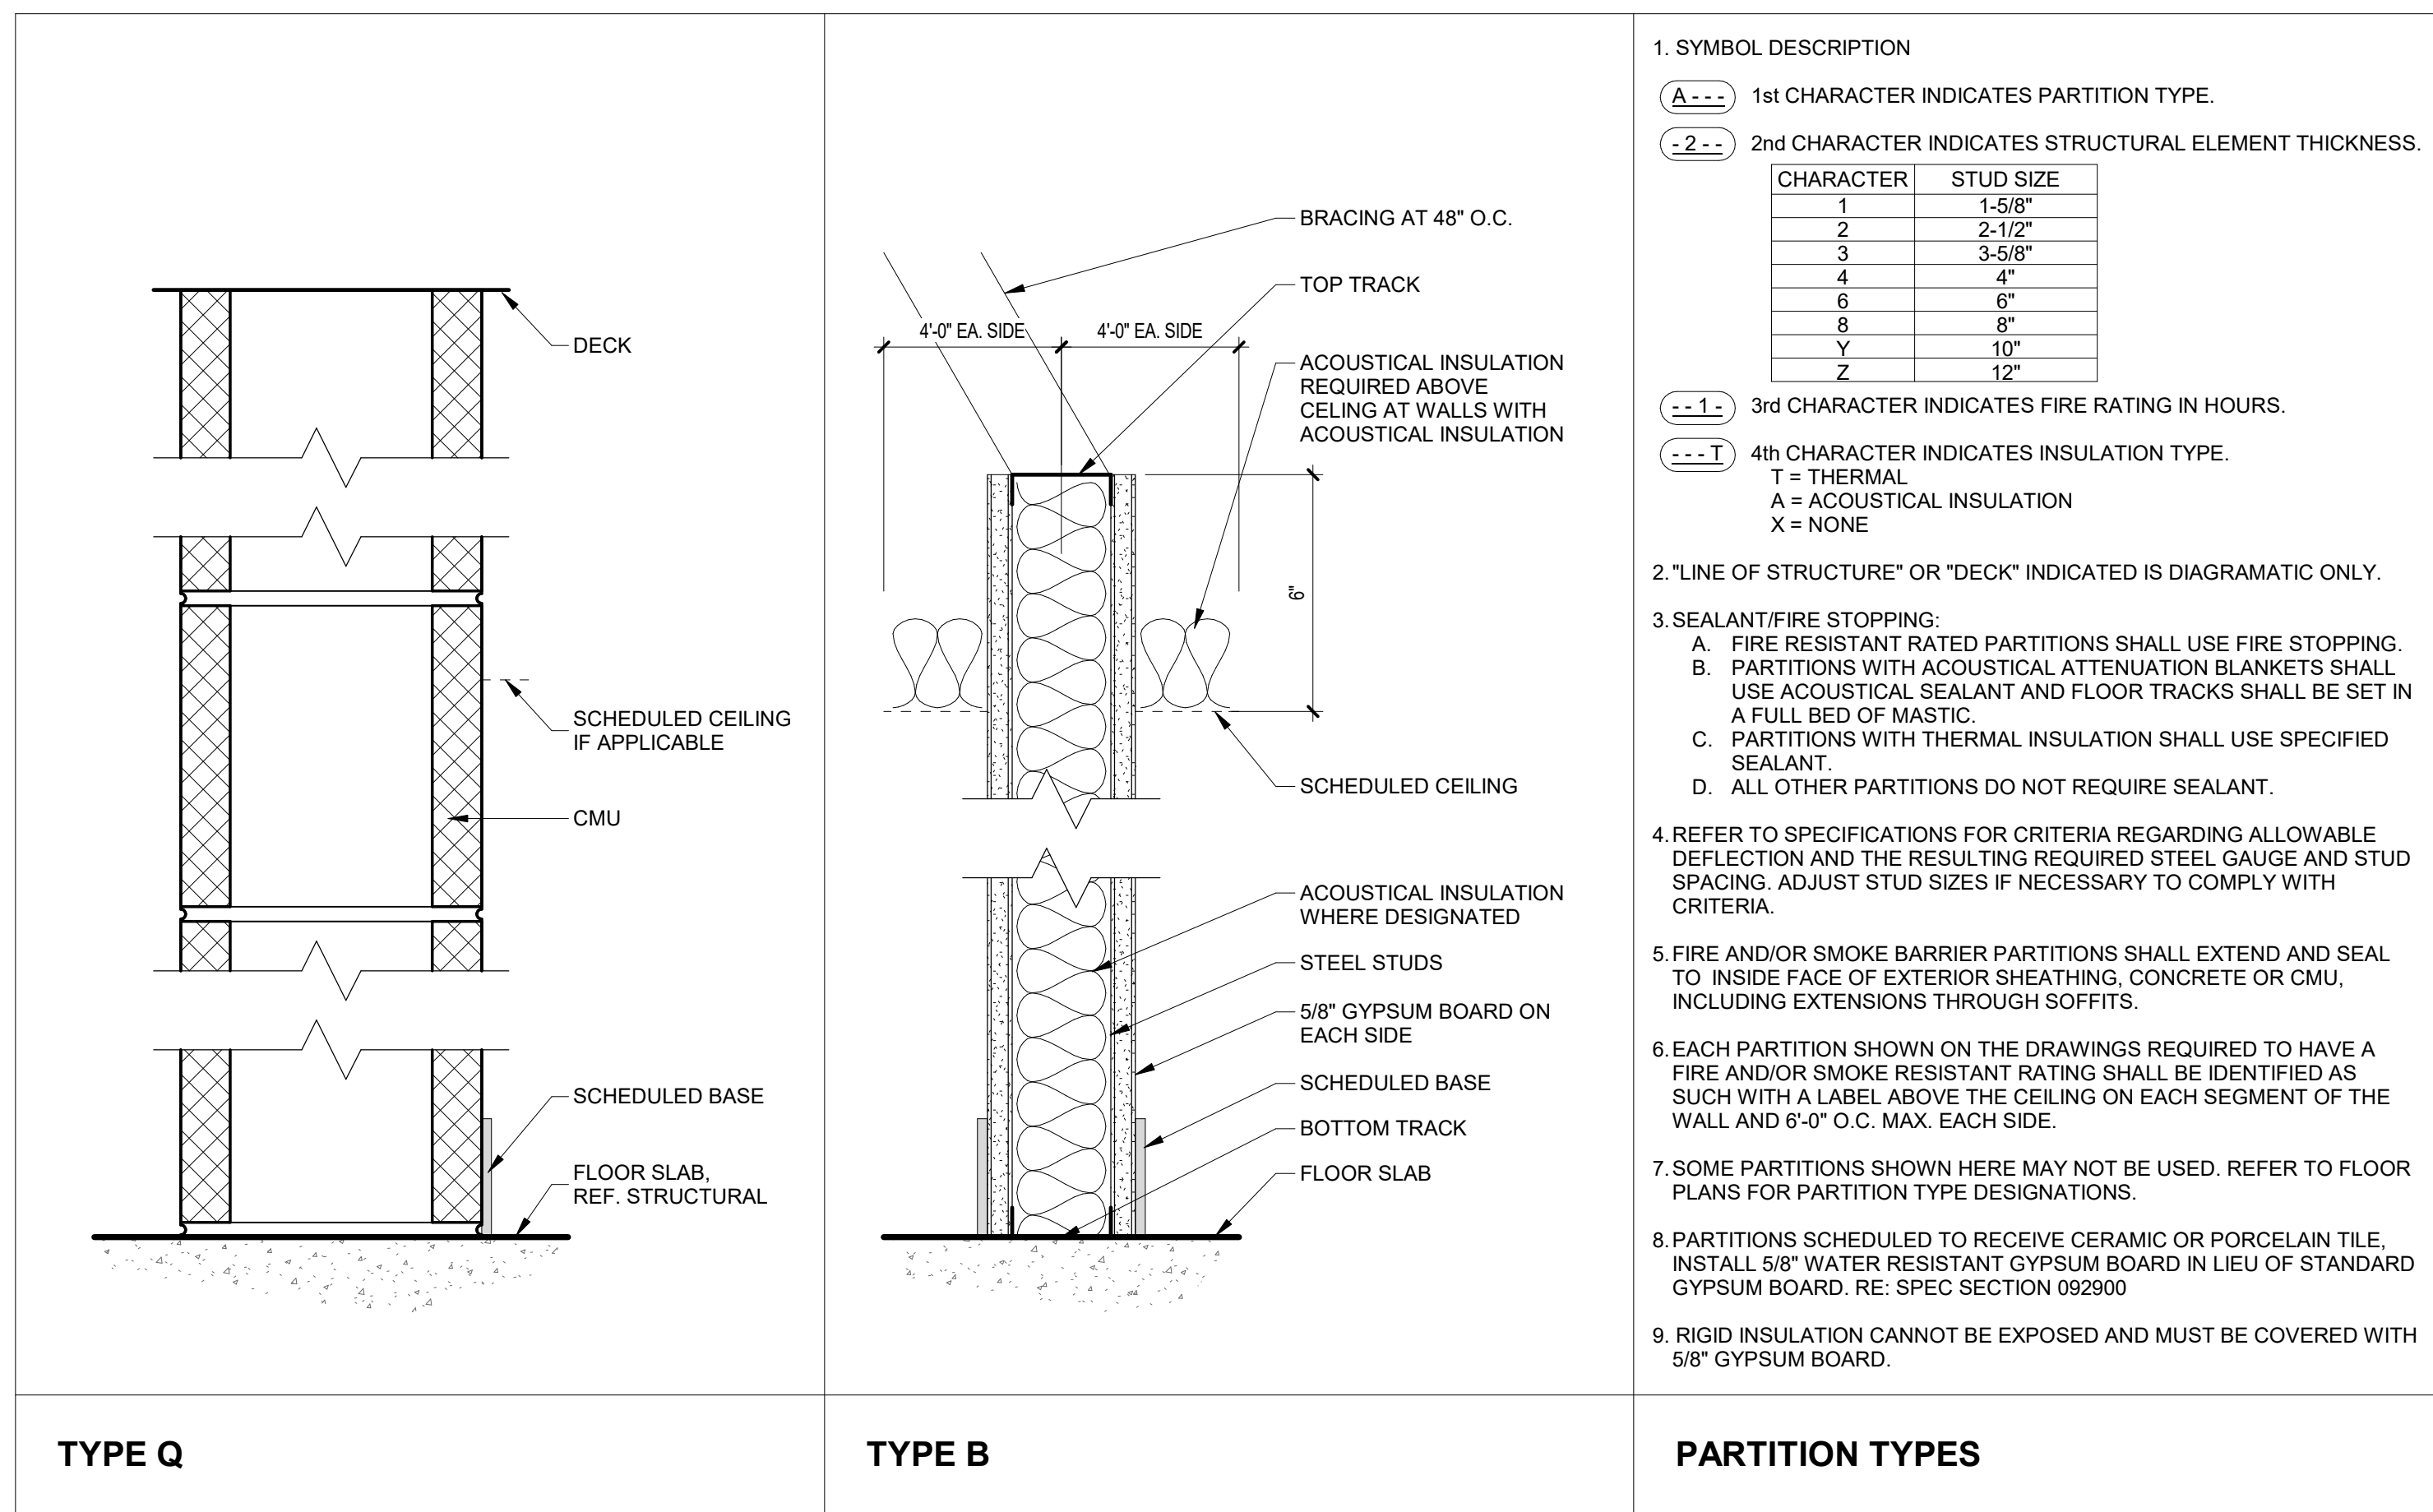 DECK
SCHEDULED CEILING
IF APPLICABLE
CMU
SCHEDULED BASE
FLOOR SLAB,
REF. STRUCTURAL
TYPE Q
BRACING AT 48" O.C.
TOP TRACK
4'-0" EA. SIDE
4'-0" EA. SIDE
ACOUSTICAL INSULATION
REQUIRED ABOVE
CELING AT WALLS WITH
ACOUSTICAL INSULATION
6"
SCHEDULED CEILING
ACOUSTICAL INSULATION
WHERE DESIGNATED
STEEL STUDS
5/8" GYPSUM BOARD ON
EACH SIDE
SCHEDULED BASE
BOTTOM TRACK
FLOOR SLAB
TYPE B
1. SYMBOL DESCRIPTION
A - - - 1st CHARACTER INDICATES PARTITION TYPE.
- 2 - - 2nd CHARACTER INDICATES STRUCTURAL ELEMENT THICKNESS.
CHARACTER STUD SIZE
1 1-5/8"
2 2-1/2"
3 3-5/8"
4 4"
6 6"
8 8"
Y 10"
Z 12"
- - 1 - 3rd CHARACTER INDICATES FIRE RATING IN HOURS.
- - - T 4th CHARACTER INDICATES INSULATION TYPE.
T = THERMAL
A = ACOUSTICAL INSULATION
X = NONE
2. "LINE OF STRUCTURE" OR "DECK" INDICATED IS DIAGRAMATIC ONLY.
3. SEALANT/FIRE STOPPING:
A. FIRE RESISTANT RATED PARTITIONS SHALL USE FIRE STOPPING.
B. PARTITIONS WITH ACOUSTICAL ATTENUATION BLANKETS SHALL
USE ACOUSTICAL SEALANT AND FLOOR TRACKS SHALL BE SET IN
A FULL BED OF MASTIC.
C. PARTITIONS WITH THERMAL INSULATION SHALL USE SPECIFIED
SEALANT.
D. ALL OTHER PARTITIONS DO NOT REQUIRE SEALANT.
4. REFER TO SPECIFICATIONS FOR CRITERIA REGARDING ALLOWABLE
DEFLECTION AND THE RESULTING REQUIRED STEEL GAUGE AND STUD
SPACING. ADJUST STUD SIZES IF NECESSARY TO COMPLY WITH
CRITERIA.
5. FIRE AND/OR SMOKE BARRIER PARTITIONS SHALL EXTEND AND SEAL
TO INSIDE FACE OF EXTERIOR SHEATHING, CONCRETE OR CMU,
INCLUDING EXTENSIONS THROUGH SOFFITS.
6. EACH PARTITION SHOWN ON THE DRAWINGS REQUIRED TO HAVE A
FIRE AND/OR SMOKE RESISTANT RATING SHALL BE IDENTIFIED AS
SUCH WITH A LABEL ABOVE THE CEILING ON EACH SEGMENT OF THE
WALL AND 6'-0" O.C. MAX. EACH SIDE.
7. SOME PARTITIONS SHOWN HERE MAY NOT BE USED. REFER TO FLOOR
PLANS FOR PARTITION TYPE DESIGNATIONS.
8. PARTITIONS SCHEDULED TO RECEIVE CERAMIC OR PORCELAIN TILE,
INSTALL 5/8" WATER RESISTANT GYPSUM BOARD IN LIEU OF STANDARD
GYPSUM BOARD. RE: SPEC SECTION 092900
9. RIGID INSULATION CANNOT BE EXPOSED AND MUST BE COVERED WITH
5/8" GYPSUM BOARD.
PARTITION TYPES